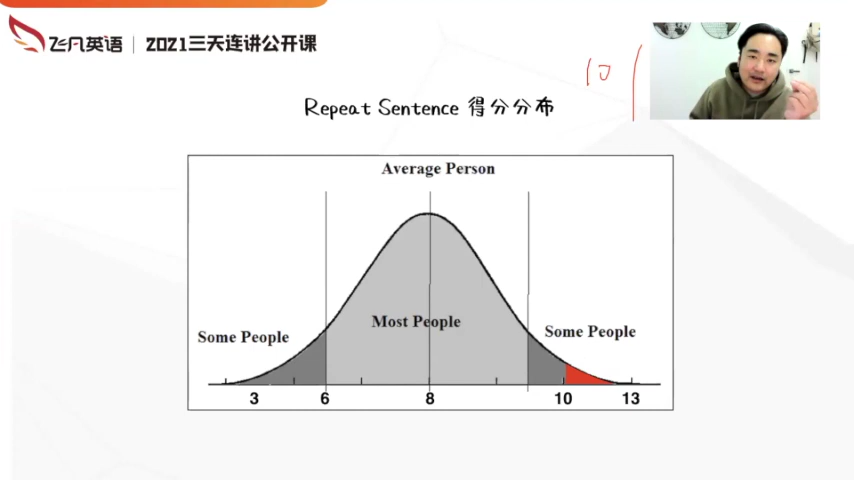 飞凡英语 | 2021三天连讲公开课
10
Repeat Sentence 得分分布
Average Person
Most People
Some People
Some People
3 6 8 10 13